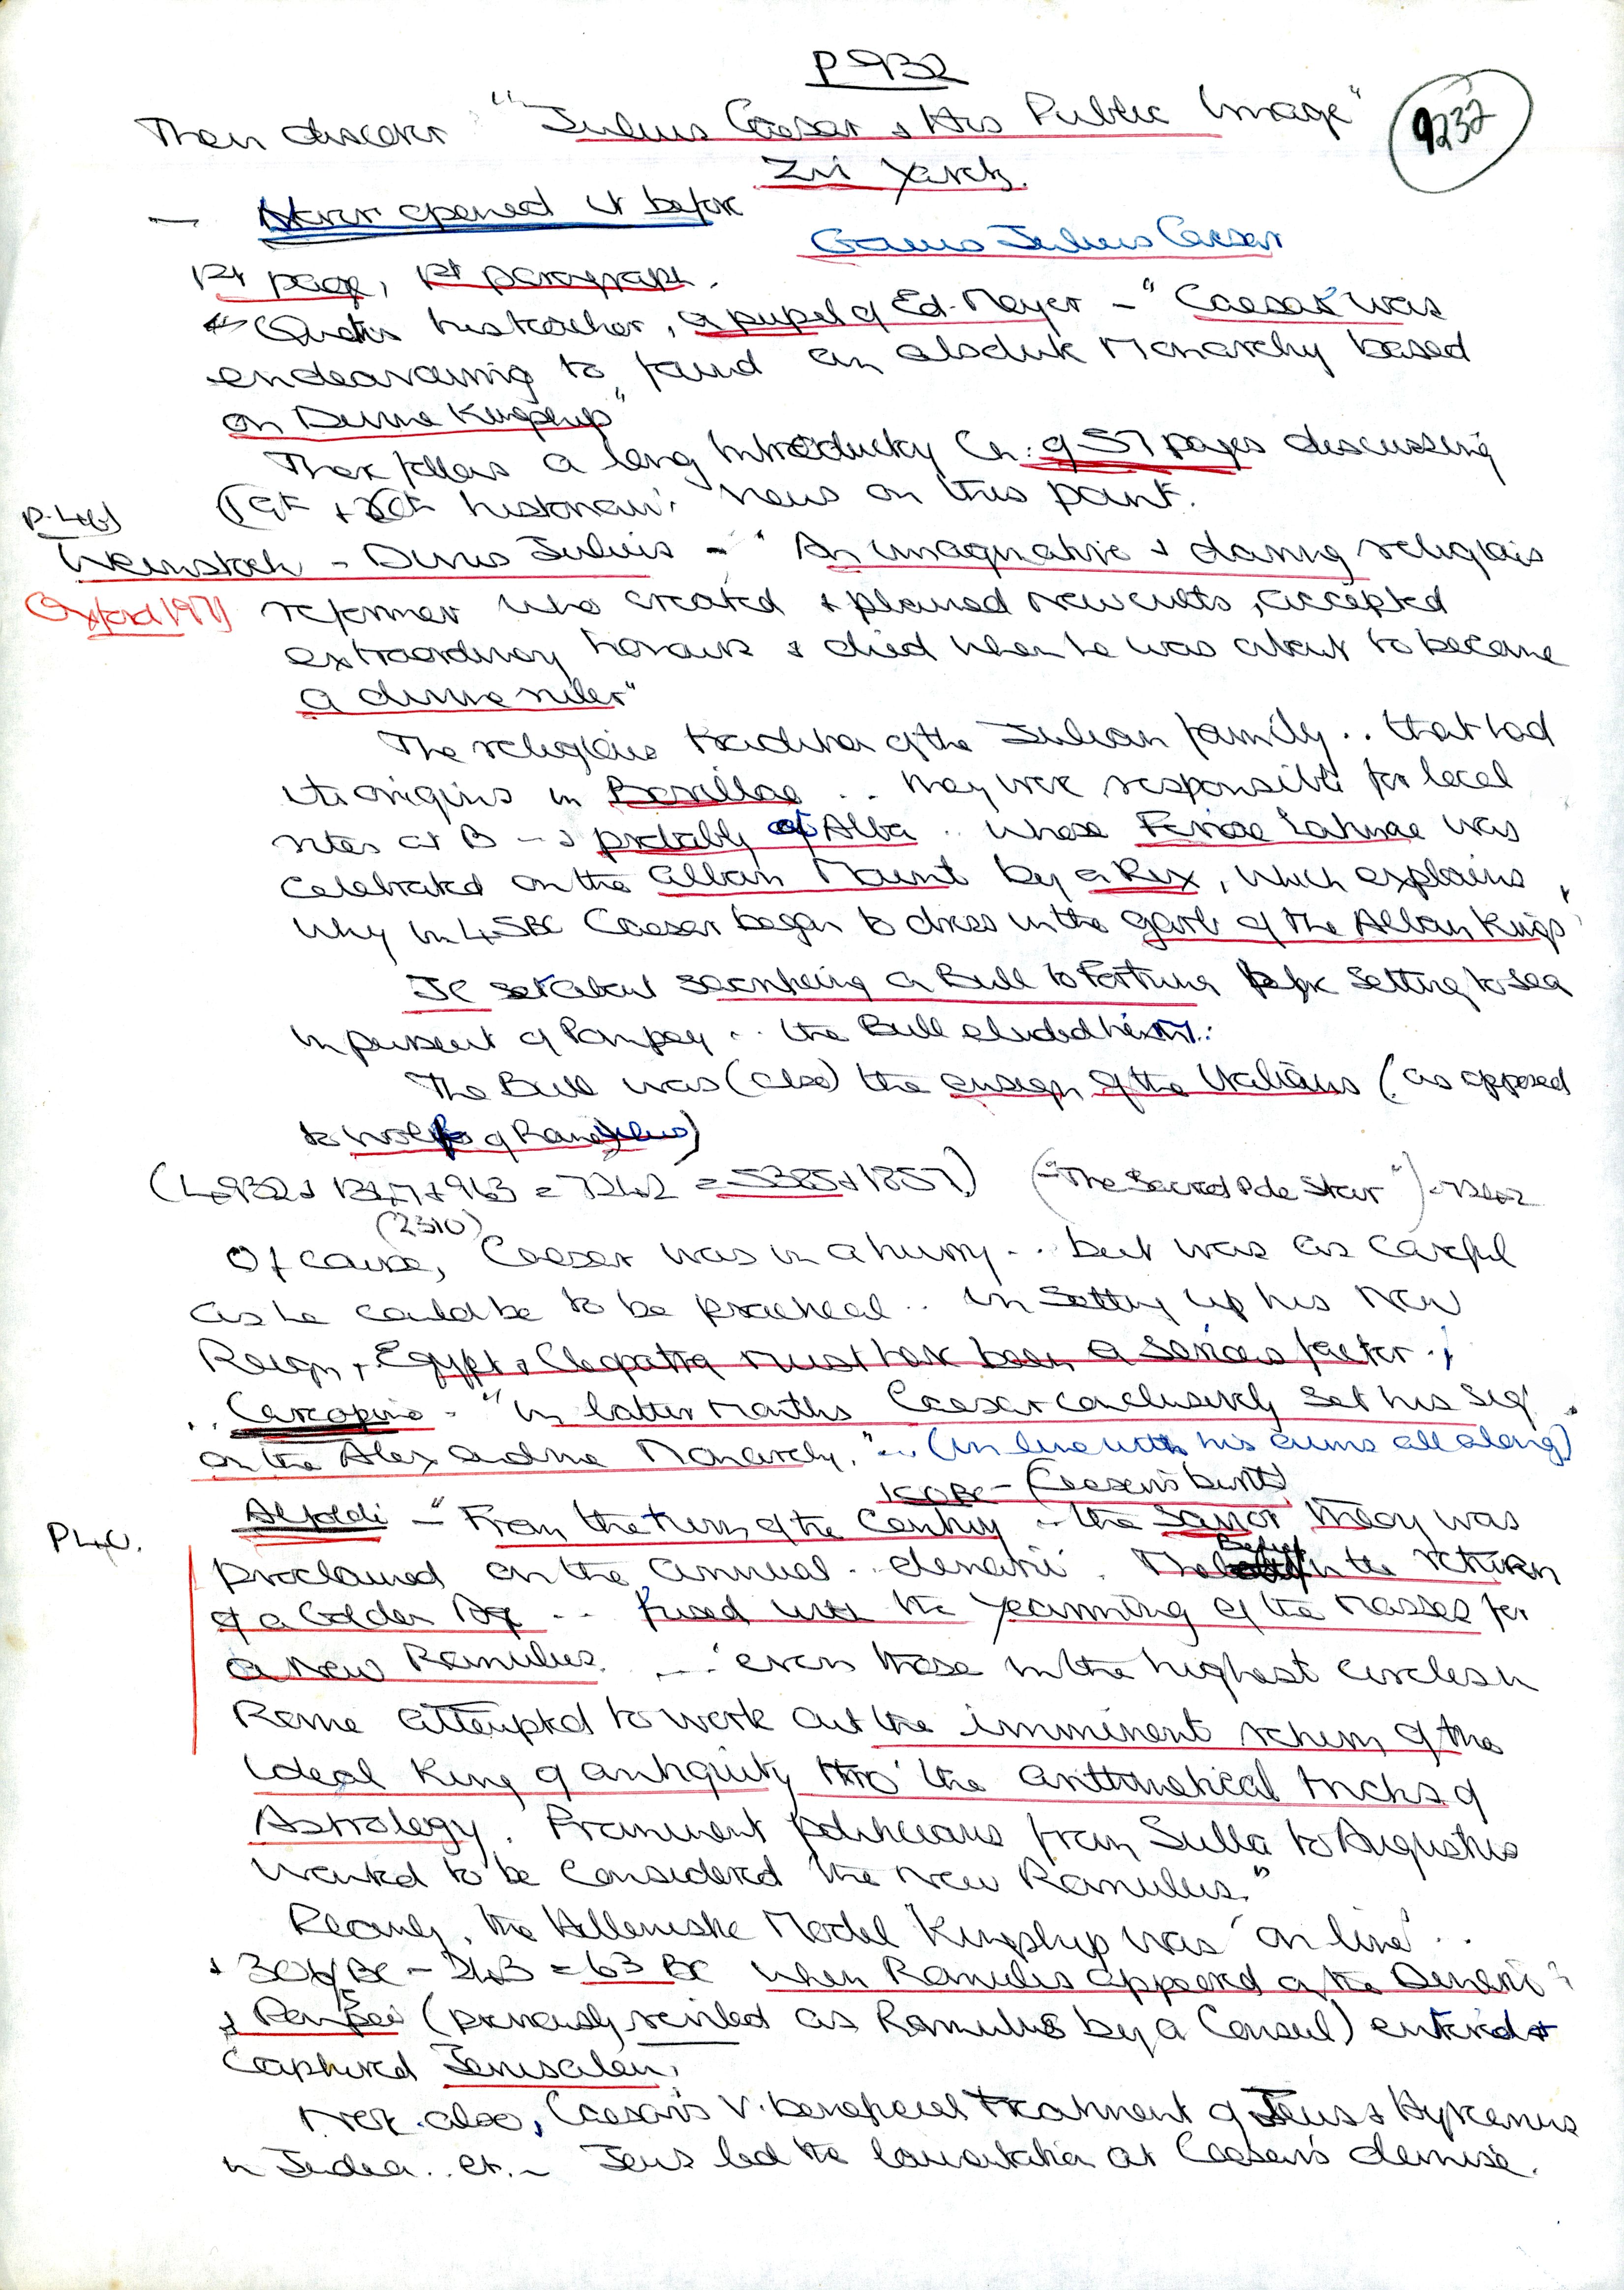 P 932
9232
Then discover "Julius Caesar & His Public Image"
Zvi Yavetz.
— Never opened it before
Gaius Julius Caesar
1st page, 1st paragraph.
Quotes his teacher, a pupil of Ed. Meyer - "Caesar was
endeavouring to found an absolute Monarchy based
on Divine Kingship"
There follows a long Introductory Ch: of 57 pages discussing
19th + 20th historians' views on this point.
Weinstock - Divus Julius - "An imaginative & daring religious
Oxford 1971 reformer who created & planned new cults, accepted
extraordinary honours & died when he was about to become
a divine ruler"
The religious tradition of the Julian family .. that had
its origins in Bovillae .. they were responsible for local
rites at B - & probably at Alba .. whose Feriae Latinae was
celebrated on the Alban Mount by a Rex, which explains
why in 45BC Caesar began to dress in the garb of the Alban Kings'
JC set about sacrificing a Bull to Fortuna before setting to sea
in pursuit of Pompey .. the Bull eluded him!..
The Bull was (also) the ensign of the Italians (as opposed
to wolf of Romulus)
(4932 + 1347 + 963 = 7242 = 5385 + 1857) (-"The Sacred Pole Star") = 7242
(2310)
Of course, Caesar was in a hurry .. but was as careful
as he could be to be practical .. in setting up his New
Reign, + Egypt & Cleopatra must have been a serious factor ..
.. Carcopino - "in latter months Caesar conclusively set his seal
on the Alexandrine Monarchy." .. (in line with his aims all along)
100BC - (Caesar's birth)
P40. Alfoldi - "From the turn of the Century .. the Savior theory was
proclaimed on the annual .. denarii. The Belief in the return
of a Golden Age .. fused with the yearning of the masses for
a new Romulus. ... even those in the highest circles in
Rome attempted to work out the imminent return of the
ideal King of antiquity thro' the arithmetical tricks of
Astrology. Prominent politicians from Sulla to Augustus
wanted to be considered the new Romulus."
Clearly, the Hellenistic Model Kingship was 'on line' ..
+ 306/BC - 243 = 63 BC when Romulus appeared on the Denarii
& Pompey (previously reviled as Romulus by a Consul) entered &
captured Jerusalem.
Note also, Caesar's v. beneficial treatment of Jews & Hyrcanus
in Judea .. etc. - Jews led the lamentation at Caesar's demise.